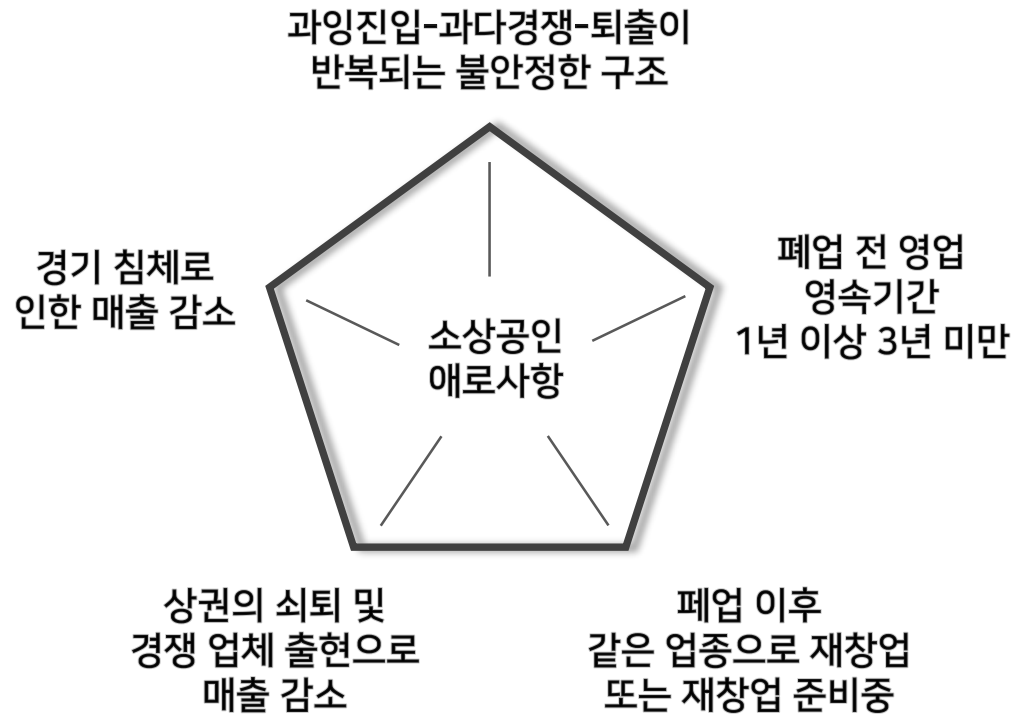 과잉진입-과다경쟁-퇴출이
반복되는 불안정한 구조
경기 침체로
인한 매출 감소
폐업 전 영업
영속기간
1년 이상 3년 미만
소상공인
애로사항
상권의 쇠퇴 및
경쟁 업체 출현으로
매출 감소
페업 이후
같은 업종으로 재창업
또는 재창업 준비중